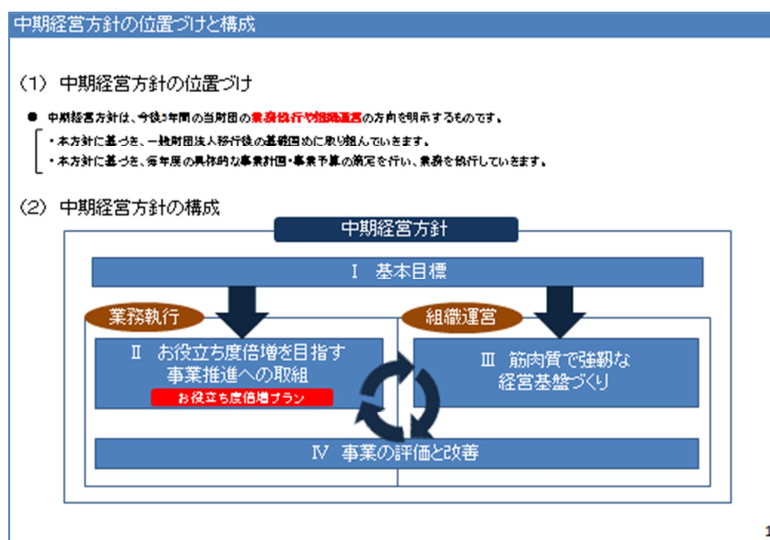 中期経営方針の位置づけと構成
(1) 中期経営方針の位置づけ
● 中期経営方針は、今後5年間の当財団の業務執行や組織運営の方向を明示するものです。
・本方針に基づき、一般財団法人移行後の基礎固めに取り組んでいきます。
・本方針に基づき、毎年度の具体的な事業計画・事業予算の策定を行い、業務を執行していきます。
(2) 中期経営方針の構成
中期経営方針
Ⅰ 基本目標
業務執行
組織運営
Ⅱ お役立ち度倍増を目指す
事業推進への取組
お役立ち度倍増プラン
Ⅲ 筋肉質で強靭な
経営基盤づくり
Ⅳ 事業の評価と改善
1